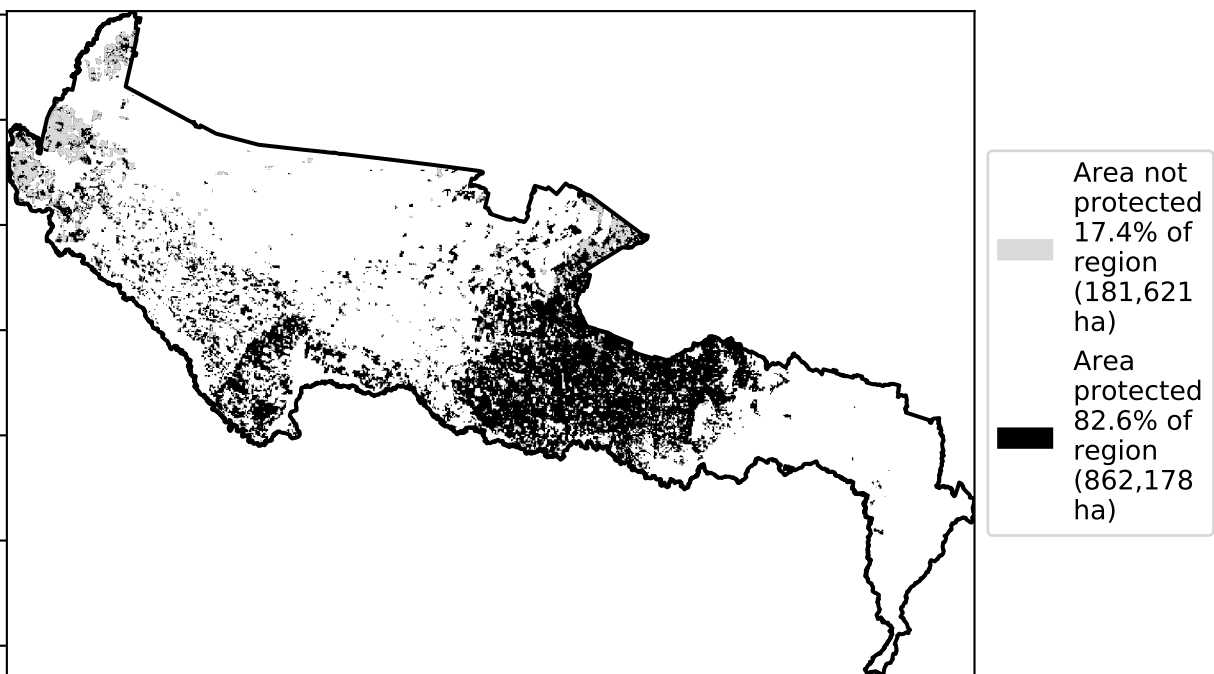 Area not
protected
17.4% of
region
(181,621
ha)
Area
protected
82.6% of
region
(862,178
ha)